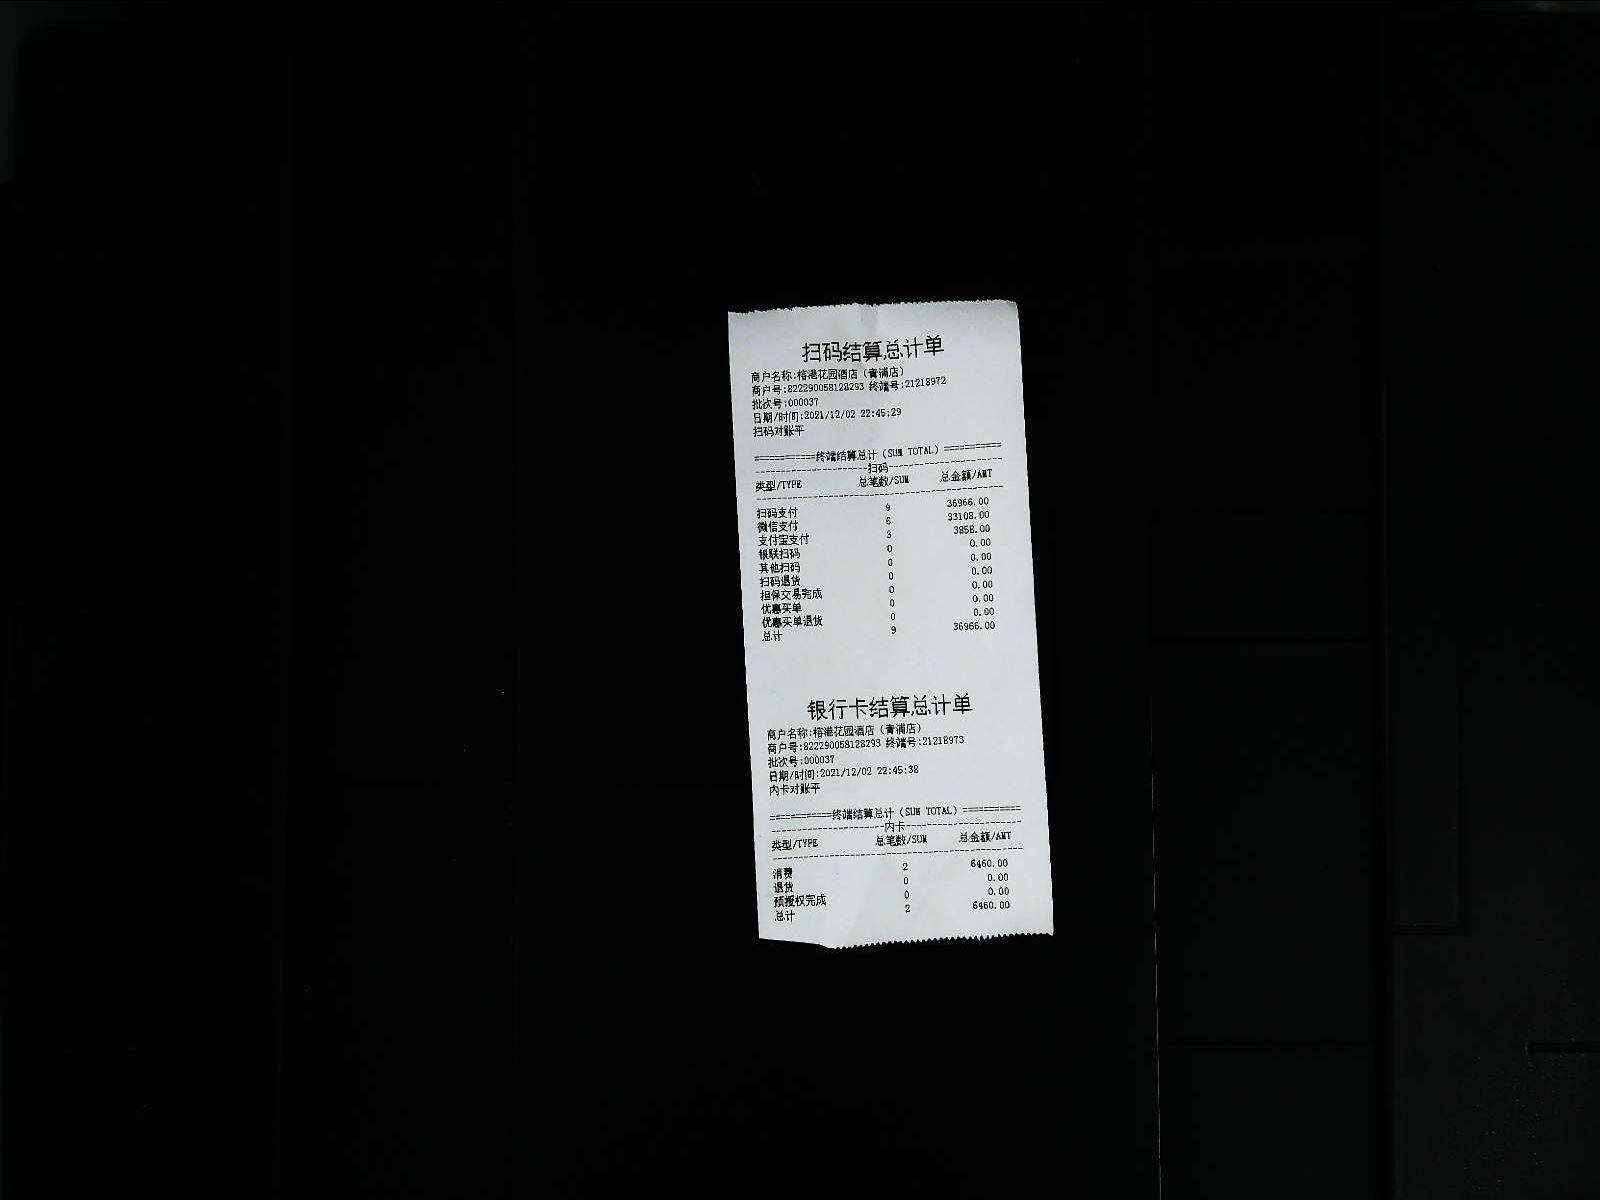 扫码结算总计单
商户名称:榕港花园酒店（青浦店）
商户号:822290058128293 终端号:21218972
批次号:000037
日期/时间:2021/12/02 22:45:29
扫码对账平
============终端结算总计（SUM TOTAL）===========
----------------------扫码----------------------
类型/TYPE 总笔数/SUM 总金额/AMT
------------------------------------------------
扫码支付 9 36966.00
微信支付 6 33108.00
支付宝支付 3 3858.00
银联扫码 0 0.00
其他扫码 0 0.00
扫码退货 0 0.00
担保交易完成 0 0.00
优惠买单 0 0.00
优惠买单退货 0 0.00
总计 9 36966.00
银行卡结算总计单
商户名称:榕港花园酒店（青浦店）
商户号:822290058128293 终端号:21218973
批次号:000037
日期/时间:2021/12/02 22:45:38
内卡对账平
============终端结算总计（SUM TOTAL）===========
----------------------内卡----------------------
类型/TYPE 总笔数/SUM 总金额/AMT
------------------------------------------------
消费 2 6460.00
退货 0 0.00
预授权完成 0 0.00
总计 2 6460.00